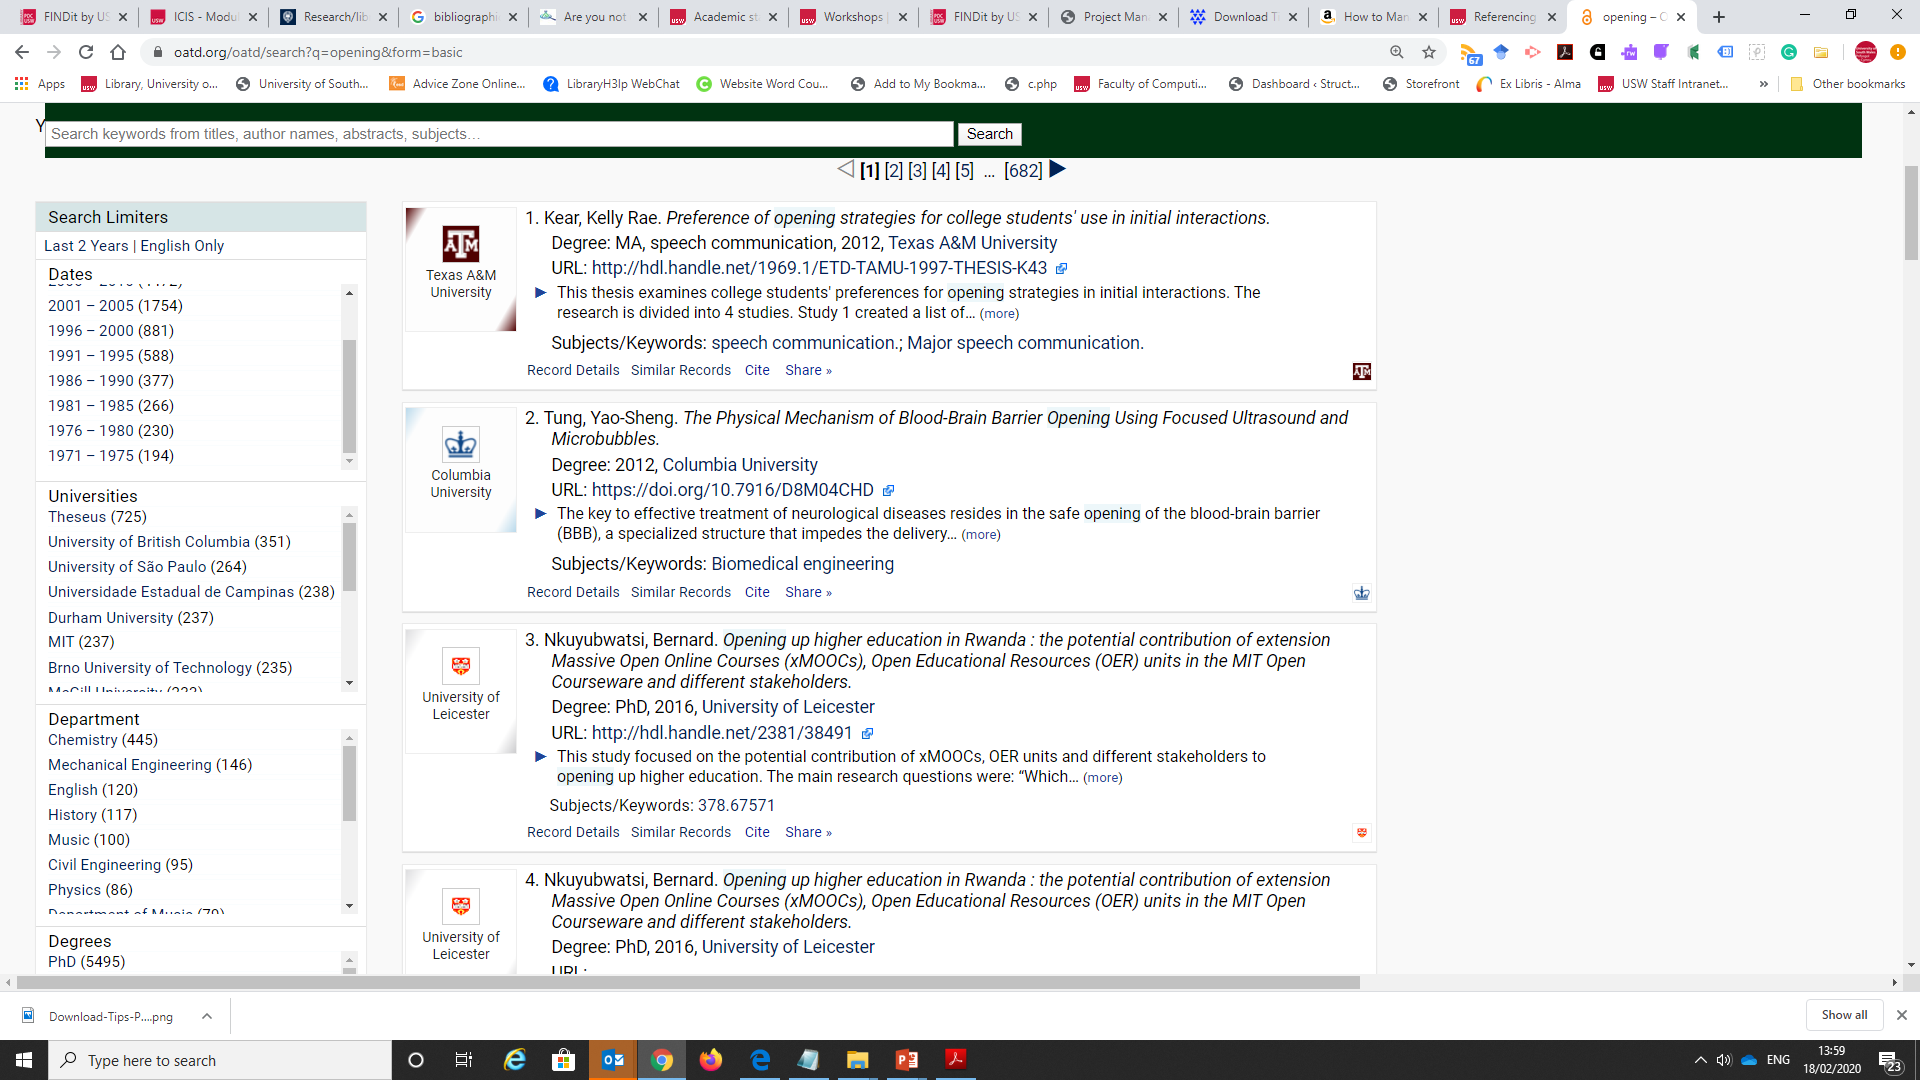 FINDit by US
ICIS - Modul
Research/lib
bibliographi
Are you not
Academic st
Workshops |
FINDit by US
Project Man
Download Ti
How to Man
Referencing
opening – O
oatd.org/oatd/search?q=opening&form=basic
67
Apps
Library, University o...
University of South...
Advice Zone Online...
LibraryH3lp WebChat
Website Word Cou...
Add to My Bookma...
c.php
Faculty of Computi...
Dashboard ‹ Struct...
Storefront
Ex Libris - Alma
USW Staff Intranet...
»
Other bookmarks
Y
Search keywords from titles, author names, abstracts, subjects…
Search
[1] [2] [3] [4] [5] … [682]
Search Limiters
Last 2 Years | English Only
Dates
2001 – 2005 (1754)
1996 – 2000 (881)
1991 – 1995 (588)
1986 – 1990 (377)
1981 – 1985 (266)
1976 – 1980 (230)
1971 – 1975 (194)
Universities
Theseus (725)
University of British Columbia (351)
University of São Paulo (264)
Universidade Estadual de Campinas (238)
Durham University (237)
MIT (237)
Brno University of Technology (235)
McGill University (233)
Department
Chemistry (445)
Mechanical Engineering (146)
English (120)
History (117)
Music (100)
Civil Engineering (95)
Physics (86)
Department of Music (79)
Degrees
PhD (5495)
Texas A&M
University
1. Kear, Kelly Rae. Preference of opening strategies for college students' use in initial interactions.
Degree: MA, speech communication, 2012, Texas A&M University
URL: http://hdl.handle.net/1969.1/ETD-TAMU-1997-THESIS-K43
► This thesis examines college students' preferences for opening strategies in initial interactions. The
research is divided into 4 studies. Study 1 created a list of… (more)
Subjects/Keywords: speech communication.; Major speech communication.
Record Details Similar Records Cite Share »
Columbia
University
2. Tung, Yao-Sheng. The Physical Mechanism of Blood-Brain Barrier Opening Using Focused Ultrasound and
Microbubbles.
Degree: 2012, Columbia University
URL: https://doi.org/10.7916/D8M04CHD
► The key to effective treatment of neurological diseases resides in the safe opening of the blood-brain barrier
(BBB), a specialized structure that impedes the delivery… (more)
Subjects/Keywords: Biomedical engineering
Record Details Similar Records Cite Share »
University of
Leicester
3. Nkuyubwatsi, Bernard. Opening up higher education in Rwanda : the potential contribution of extension
Massive Open Online Courses (xMOOCs), Open Educational Resources (OER) units in the MIT Open
Courseware and different stakeholders.
Degree: PhD, 2016, University of Leicester
URL: http://hdl.handle.net/2381/38491
► This study focused on the potential contribution of xMOOCs, OER units and different stakeholders to
opening up higher education. The main research questions were: “Which… (more)
Subjects/Keywords: 378.67571
Record Details Similar Records Cite Share »
University of
Leicester
4. Nkuyubwatsi, Bernard. Opening up higher education in Rwanda : the potential contribution of extension
Massive Open Online Courses (xMOOCs), Open Educational Resources (OER) units in the MIT Open
Courseware and different stakeholders.
Degree: PhD, 2016, University of Leicester
URL:
Download-Tips-P....png
Show all
Type here to search
ENG
13:59
18/02/2020
23